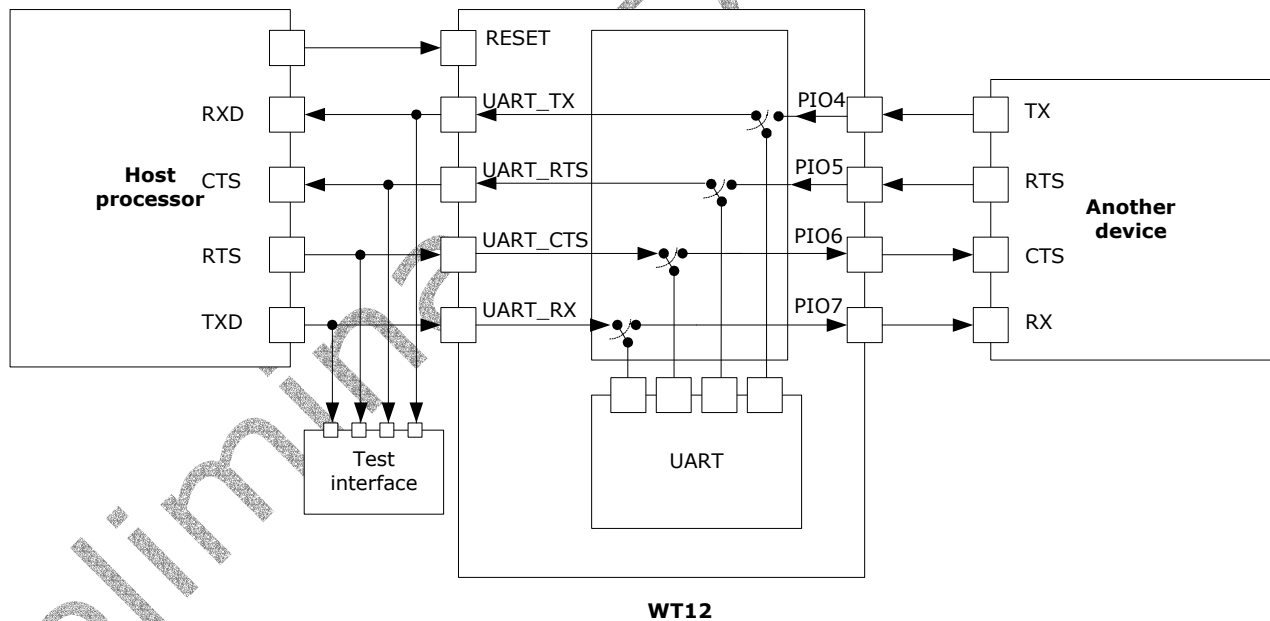 RESET
RXD
UART_TX
PIO4
TX
Host
processor
CTS
UART_RTS
PIO5
RTS
Another
device
RTS
UART_CTS
PIO6
CTS
TXD
UART_RX
PIO7
RX
Test
interface
UART
WT12